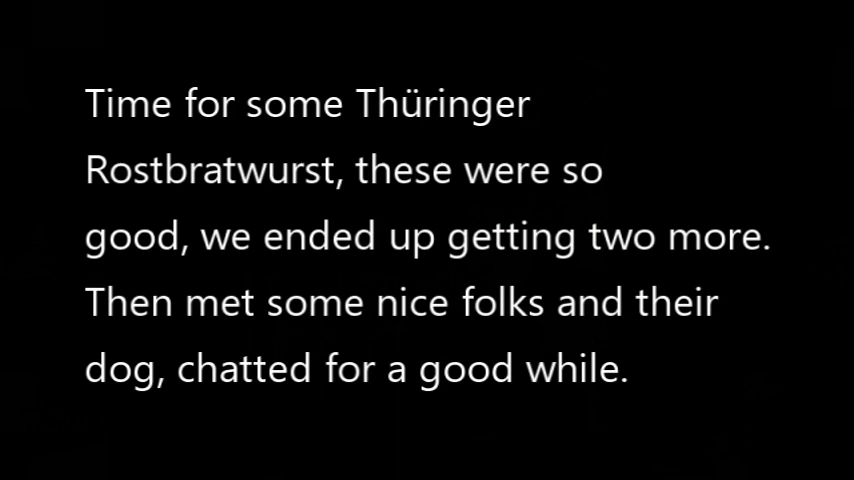 Time for some Thüringer
Rostbratwurst, these were so
good, we ended up getting two more.
Then met some nice folks and their
dog, chatted for a good while.